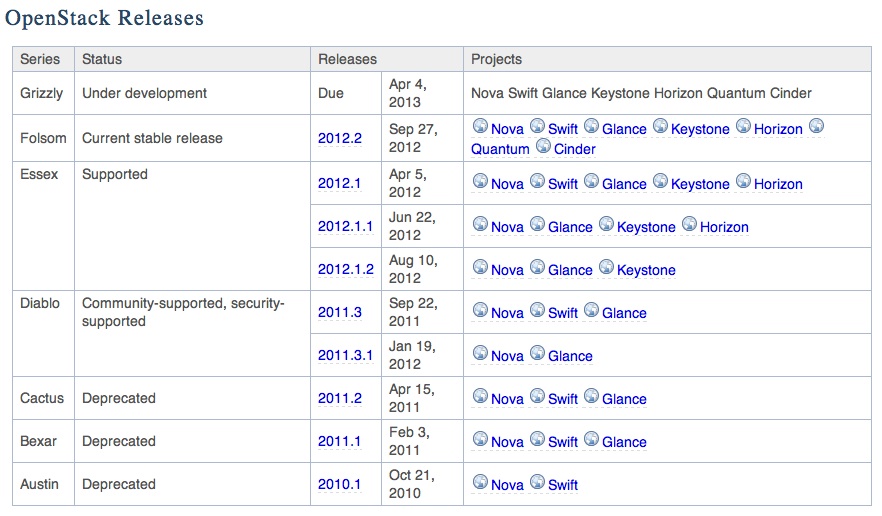 OpenStack Releases
Series Status Releases Projects
Grizzly Under development Due Apr 4, 2013 Nova Swift Glance Keystone Horizon Quantum Cinder
Folsom Current stable release 2012.2 Sep 27, 2012 Nova Swift Glance Keystone Horizon
Quantum Cinder
Essex Supported 2012.1 Apr 5, 2012 Nova Swift Glance Keystone Horizon
2012.1.1 Jun 22, 2012 Nova Glance Keystone Horizon
2012.1.2 Aug 10, 2012 Nova Glance Keystone
Diablo Community-supported, security-supported 2011.3 Sep 22, 2011 Nova Swift Glance
2011.3.1 Jan 19, 2012 Nova Glance
Cactus Deprecated 2011.2 Apr 15, 2011 Nova Swift Glance
Bexar Deprecated 2011.1 Feb 3, 2011 Nova Swift Glance
Austin Deprecated 2010.1 Oct 21, 2010 Nova Swift